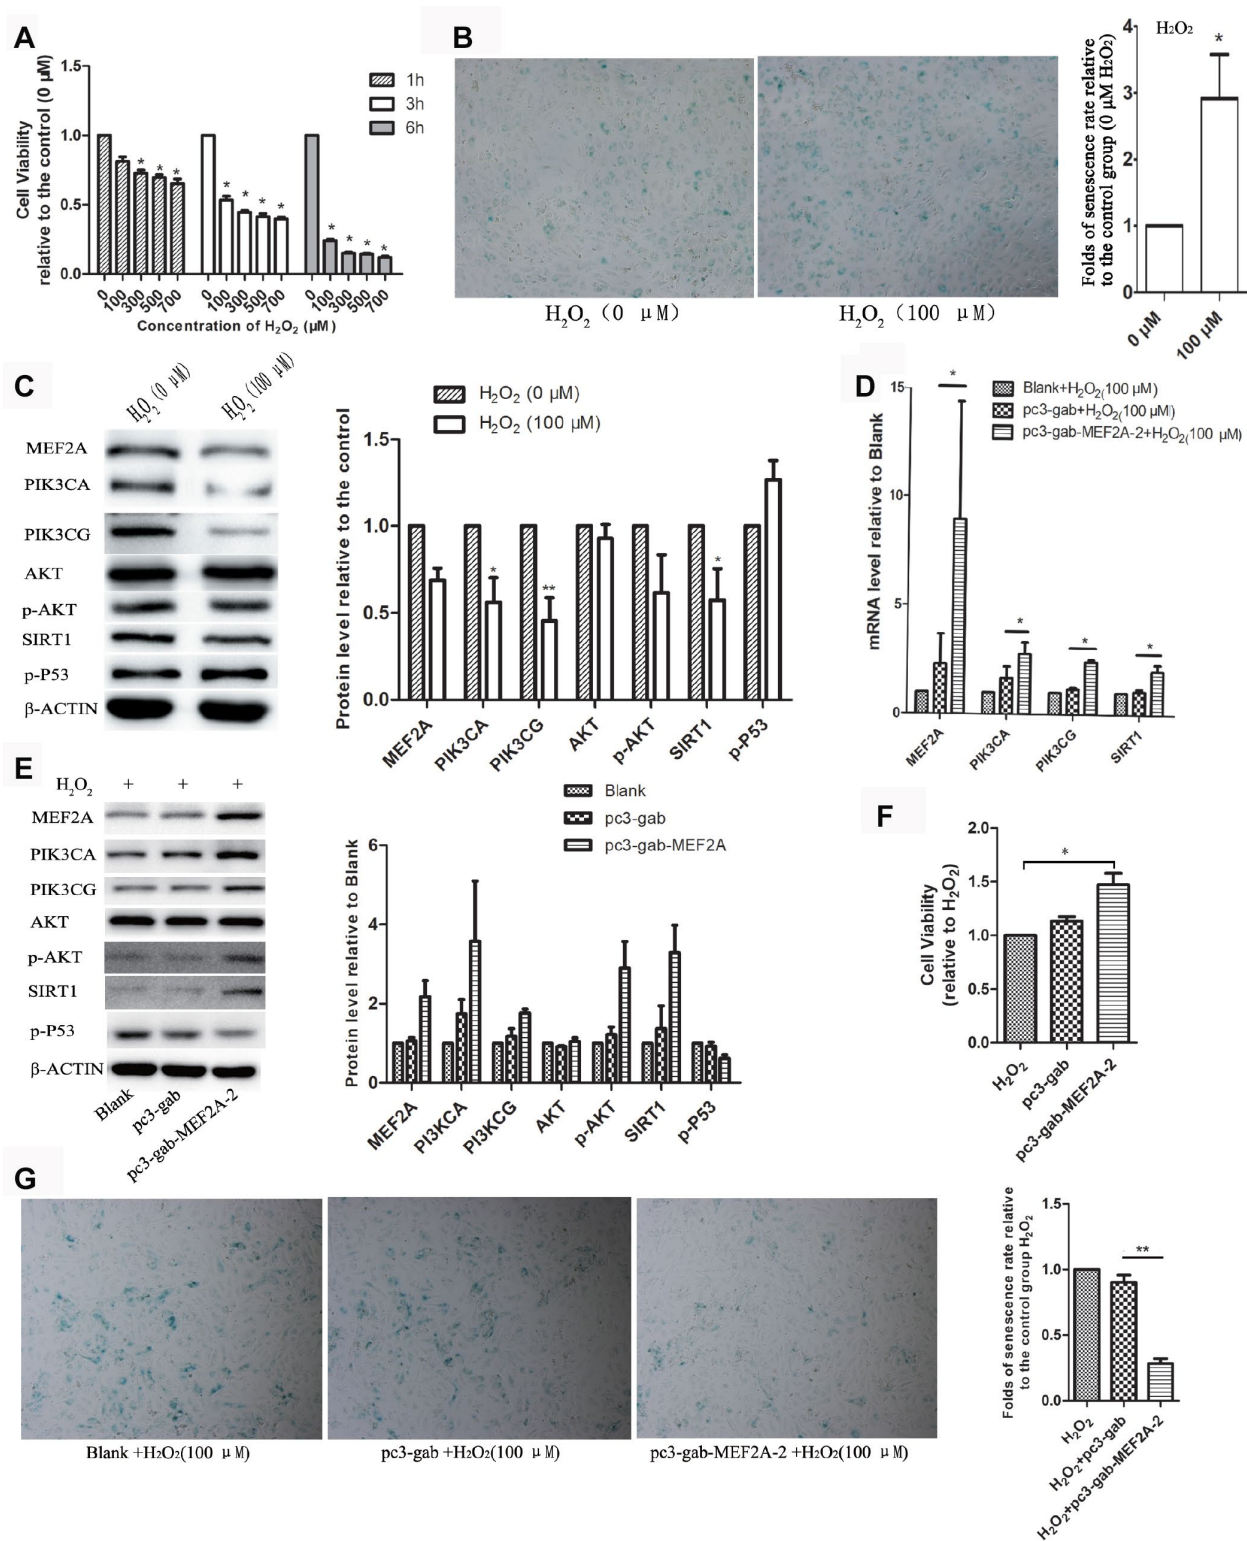 A
1.5
1.0
0.5
0.0
Cell Viability
relative to the control (0 μM)
1h
3h
6h
0 100 300 500 700 0 100 300 500 700 0 100 300 500 700
* * * * * * * * * * *
Concentration of H₂O₂ (μM)
B
H₂O₂ (0 μM)
H₂O₂ (100 μM)
Folds of senescence rate relative
to the control group (0 μM H₂O₂)
H₂O₂
*
4
3
2
1
0
0 μM
100 μM
C
H₂O₂ (0 μM)
H₂O₂ (100 μM)
MEF2A
PIK3CA
PIK3CG
AKT
p-AKT
SIRT1
p-P53
β-ACTIN
H₂O₂ (0 μM)
H₂O₂ (100 μM)
Protein level relative to the control
1.5
1.0
0.5
0.0
* ** *
MEF2A PIK3CA PIK3CG AKT p-AKT SIRT1 p-P53
D
Blank+H₂O₂(100 μM)
pc3-gab+H₂O₂(100 μM)
pc3-gab-MEF2A-2+H₂O₂(100 μM)
mRNA level relative to Blank
15
10
5
0
* * * *
MEF2A PIK3CA PIK3CG SIRT1
E
H₂O₂ + + +
MEF2A
PIK3CA
PIK3CG
AKT
p-AKT
SIRT1
p-P53
β-ACTIN
Blank
pc3-gab
pc3-gab-MEF2A-2
Blank
pc3-gab
pc3-gab-MEF2A
Protein level relative to Blank
6
4
2
0
MEF2A PI3KCA PI3KCG AKT p-AKT SIRT1 p-P53
F
Cell Viability
(relative to H₂O₂)
2.0
1.5
1.0
0.5
0.0
*
H₂O₂
pc3-gab
pc3-gab-MEF2A-2
G
Blank +H₂O₂(100 μM)
pc3-gab +H₂O₂(100 μM)
pc3-gab-MEF2A-2 +H₂O₂(100 μM)
Folds of senescence rate relative
to the control group H₂O₂
1.5
1.0
0.5
0.0
**
H₂O₂
H₂O₂+pc3-gab
H₂O₂+pc3-gab-MEF2A-2